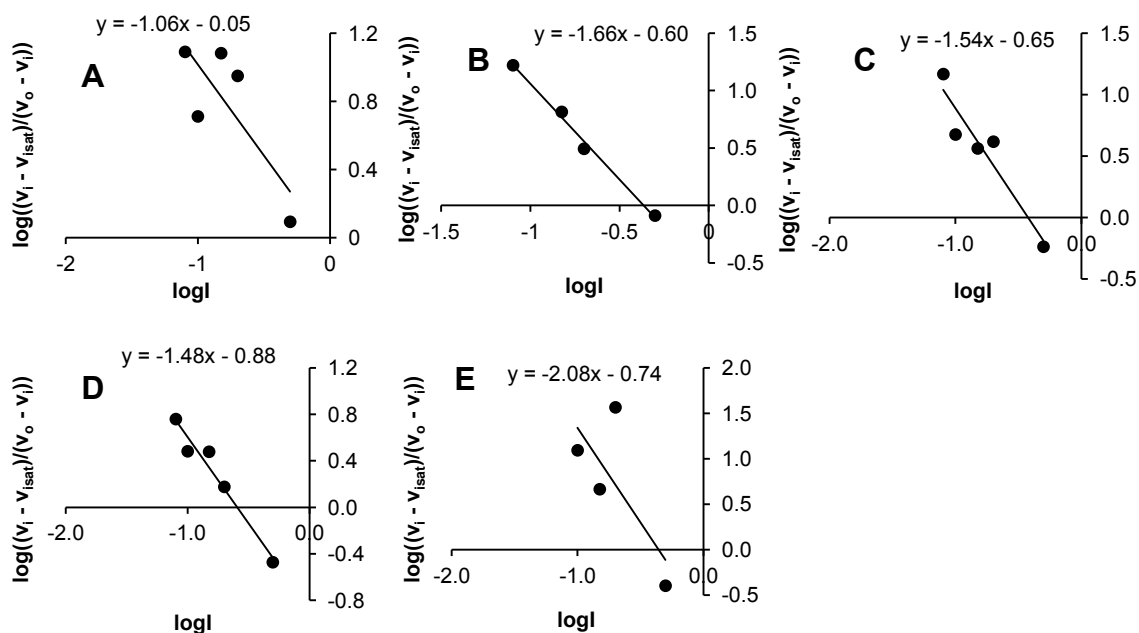 A
y = -1.06x - 0.05
log((vᵢ - vᵢₛₐₜ)/(vₒ - vᵢ))
1.2
0.8
0.4
0
-2
-1
0
logI
B
y = -1.66x - 0.60
log((vᵢ - vᵢₛₐₜ)/(vₒ - vᵢ))
1.5
1.0
0.5
0.0
-0.5
-1.5
-1
-0.5
0
logI
C
y = -1.54x - 0.65
log((vᵢ - vᵢₛₐₜ)/(vₒ - vᵢ))
1.5
1.0
0.5
0.0
-0.5
-2.0
-1.0
0.0
logI
D
y = -1.48x - 0.88
log((vᵢ - vᵢₛₐₜ)/(vₒ - vᵢ))
1.2
0.8
0.4
0.0
-0.4
-0.8
-2.0
-1.0
0.0
logI
E
y = -2.08x - 0.74
log((vᵢ - vᵢₛₐₜ)/(vₒ - vᵢ))
2.0
1.5
1.0
0.5
0.0
-0.5
-2.0
-1.0
0.0
logI